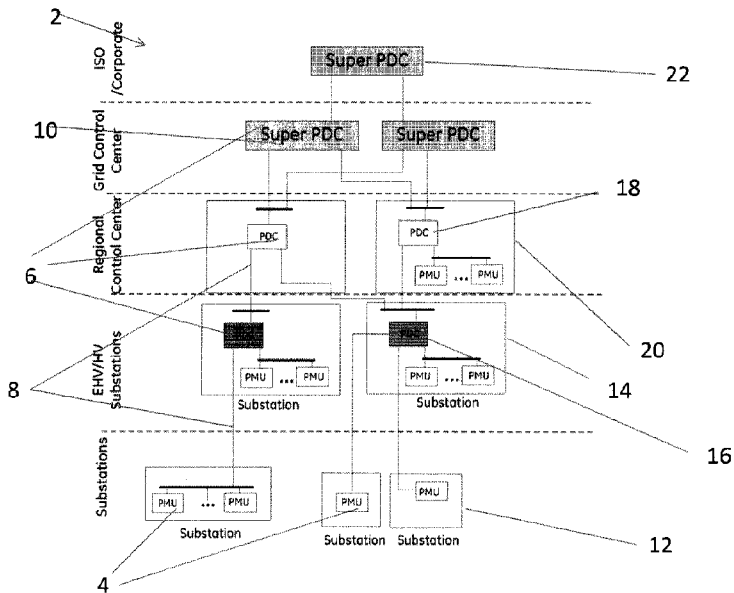 2
ISO
/Corporate
Super PDC
22
Grid Control
Center
10
Super PDC
Super PDC
Regional
Control Center
18
PDC
PDC
PMU ... PMU
6
20
EHV/HV
Substations
8
PMU ... PMU
Substation
PMU ... PMU
Substation
14
16
Substations
PMU ... PMU
Substation
PMU
Substation
PMU
Substation
12
4